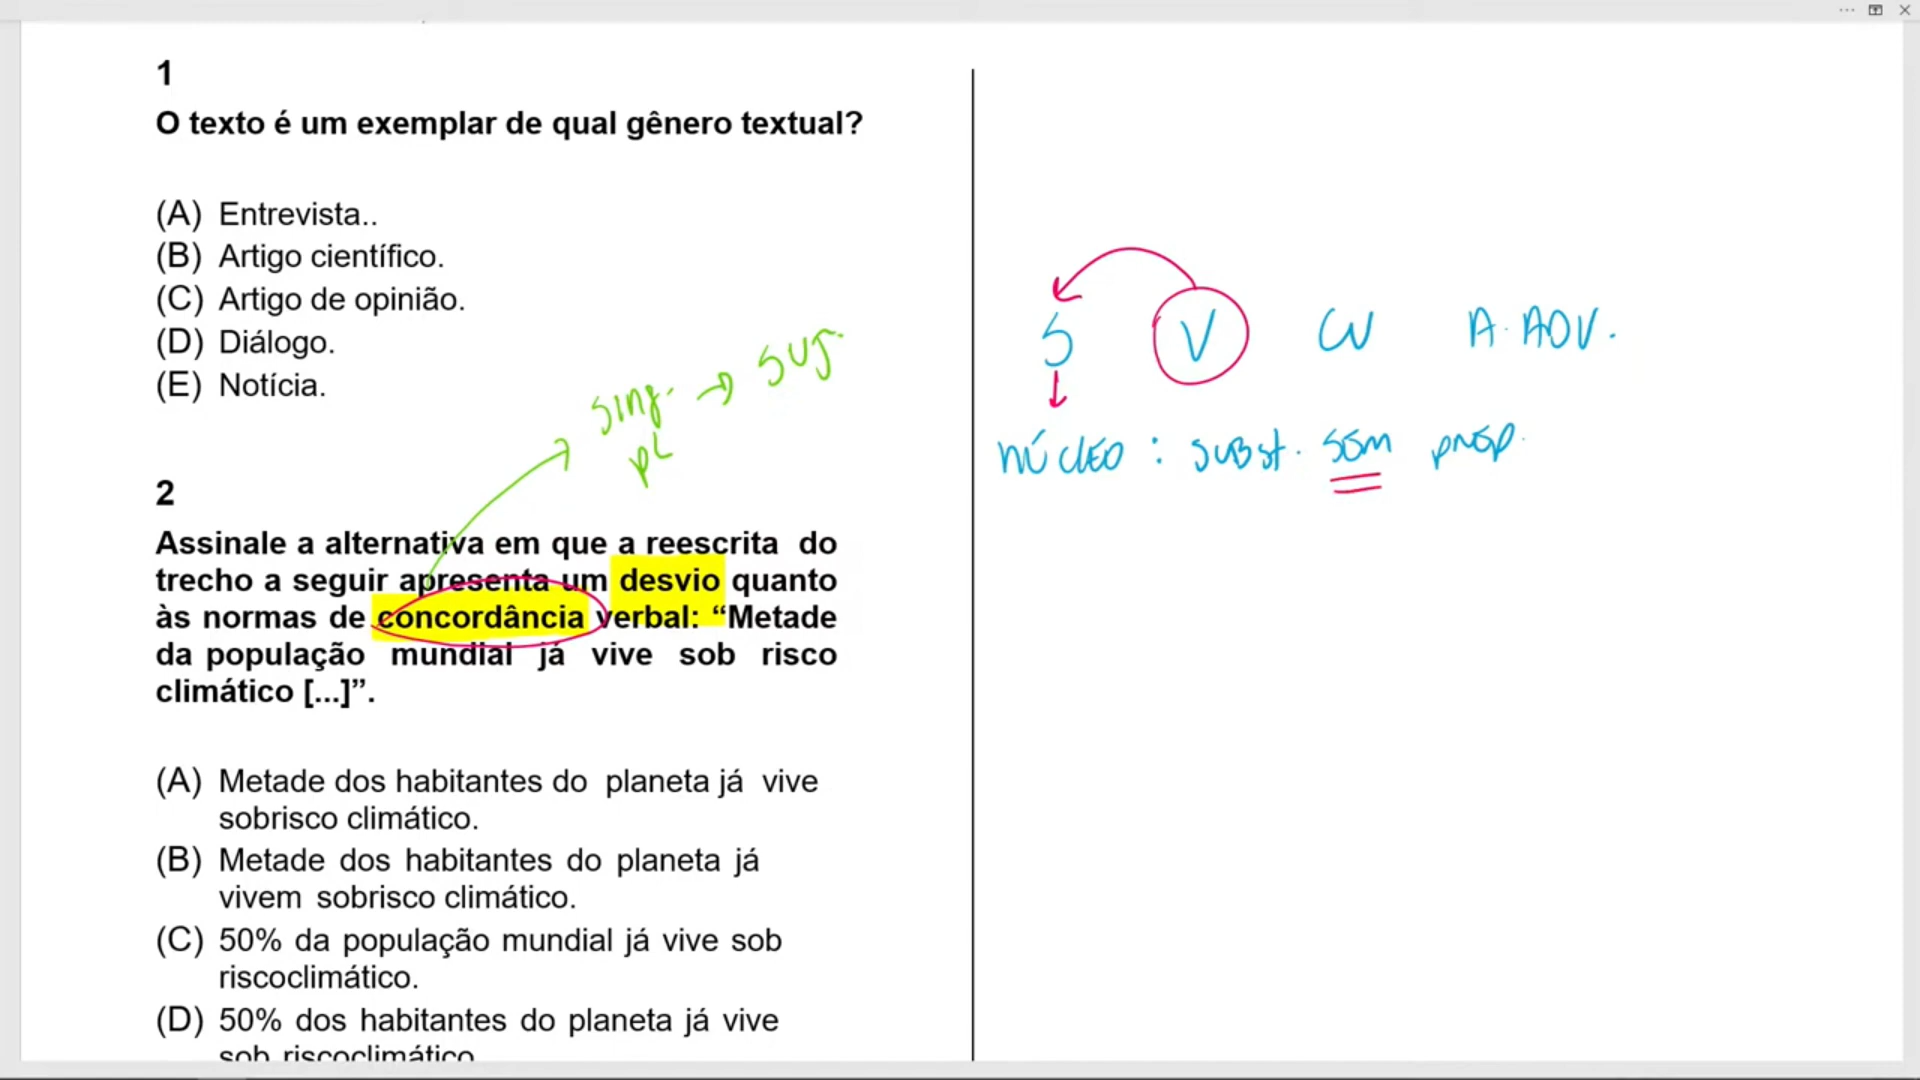 1
O texto é um exemplar de qual gênero textual?
(A) Entrevista..
(B) Artigo científico.
(C) Artigo de opinião.
(D) Diálogo.
(E) Notícia.
sing. → suj.
pl
2
Assinale a alternativa em que a reescrita do
trecho a seguir apresenta um desvio quanto
às normas de concordância verbal: “Metade
da população mundial já vive sob risco
climático [...]”.
(A) Metade dos habitantes do planeta já vive
sobrisco climático.
(B) Metade dos habitantes do planeta já
vivem sobrisco climático.
(C) 50% da população mundial já vive sob
riscoclimático.
(D) 50% dos habitantes do planeta já vive
sob riscoclimático
S V CV A. ADV.
NÚCLEO : SUBST. SEM PREP.